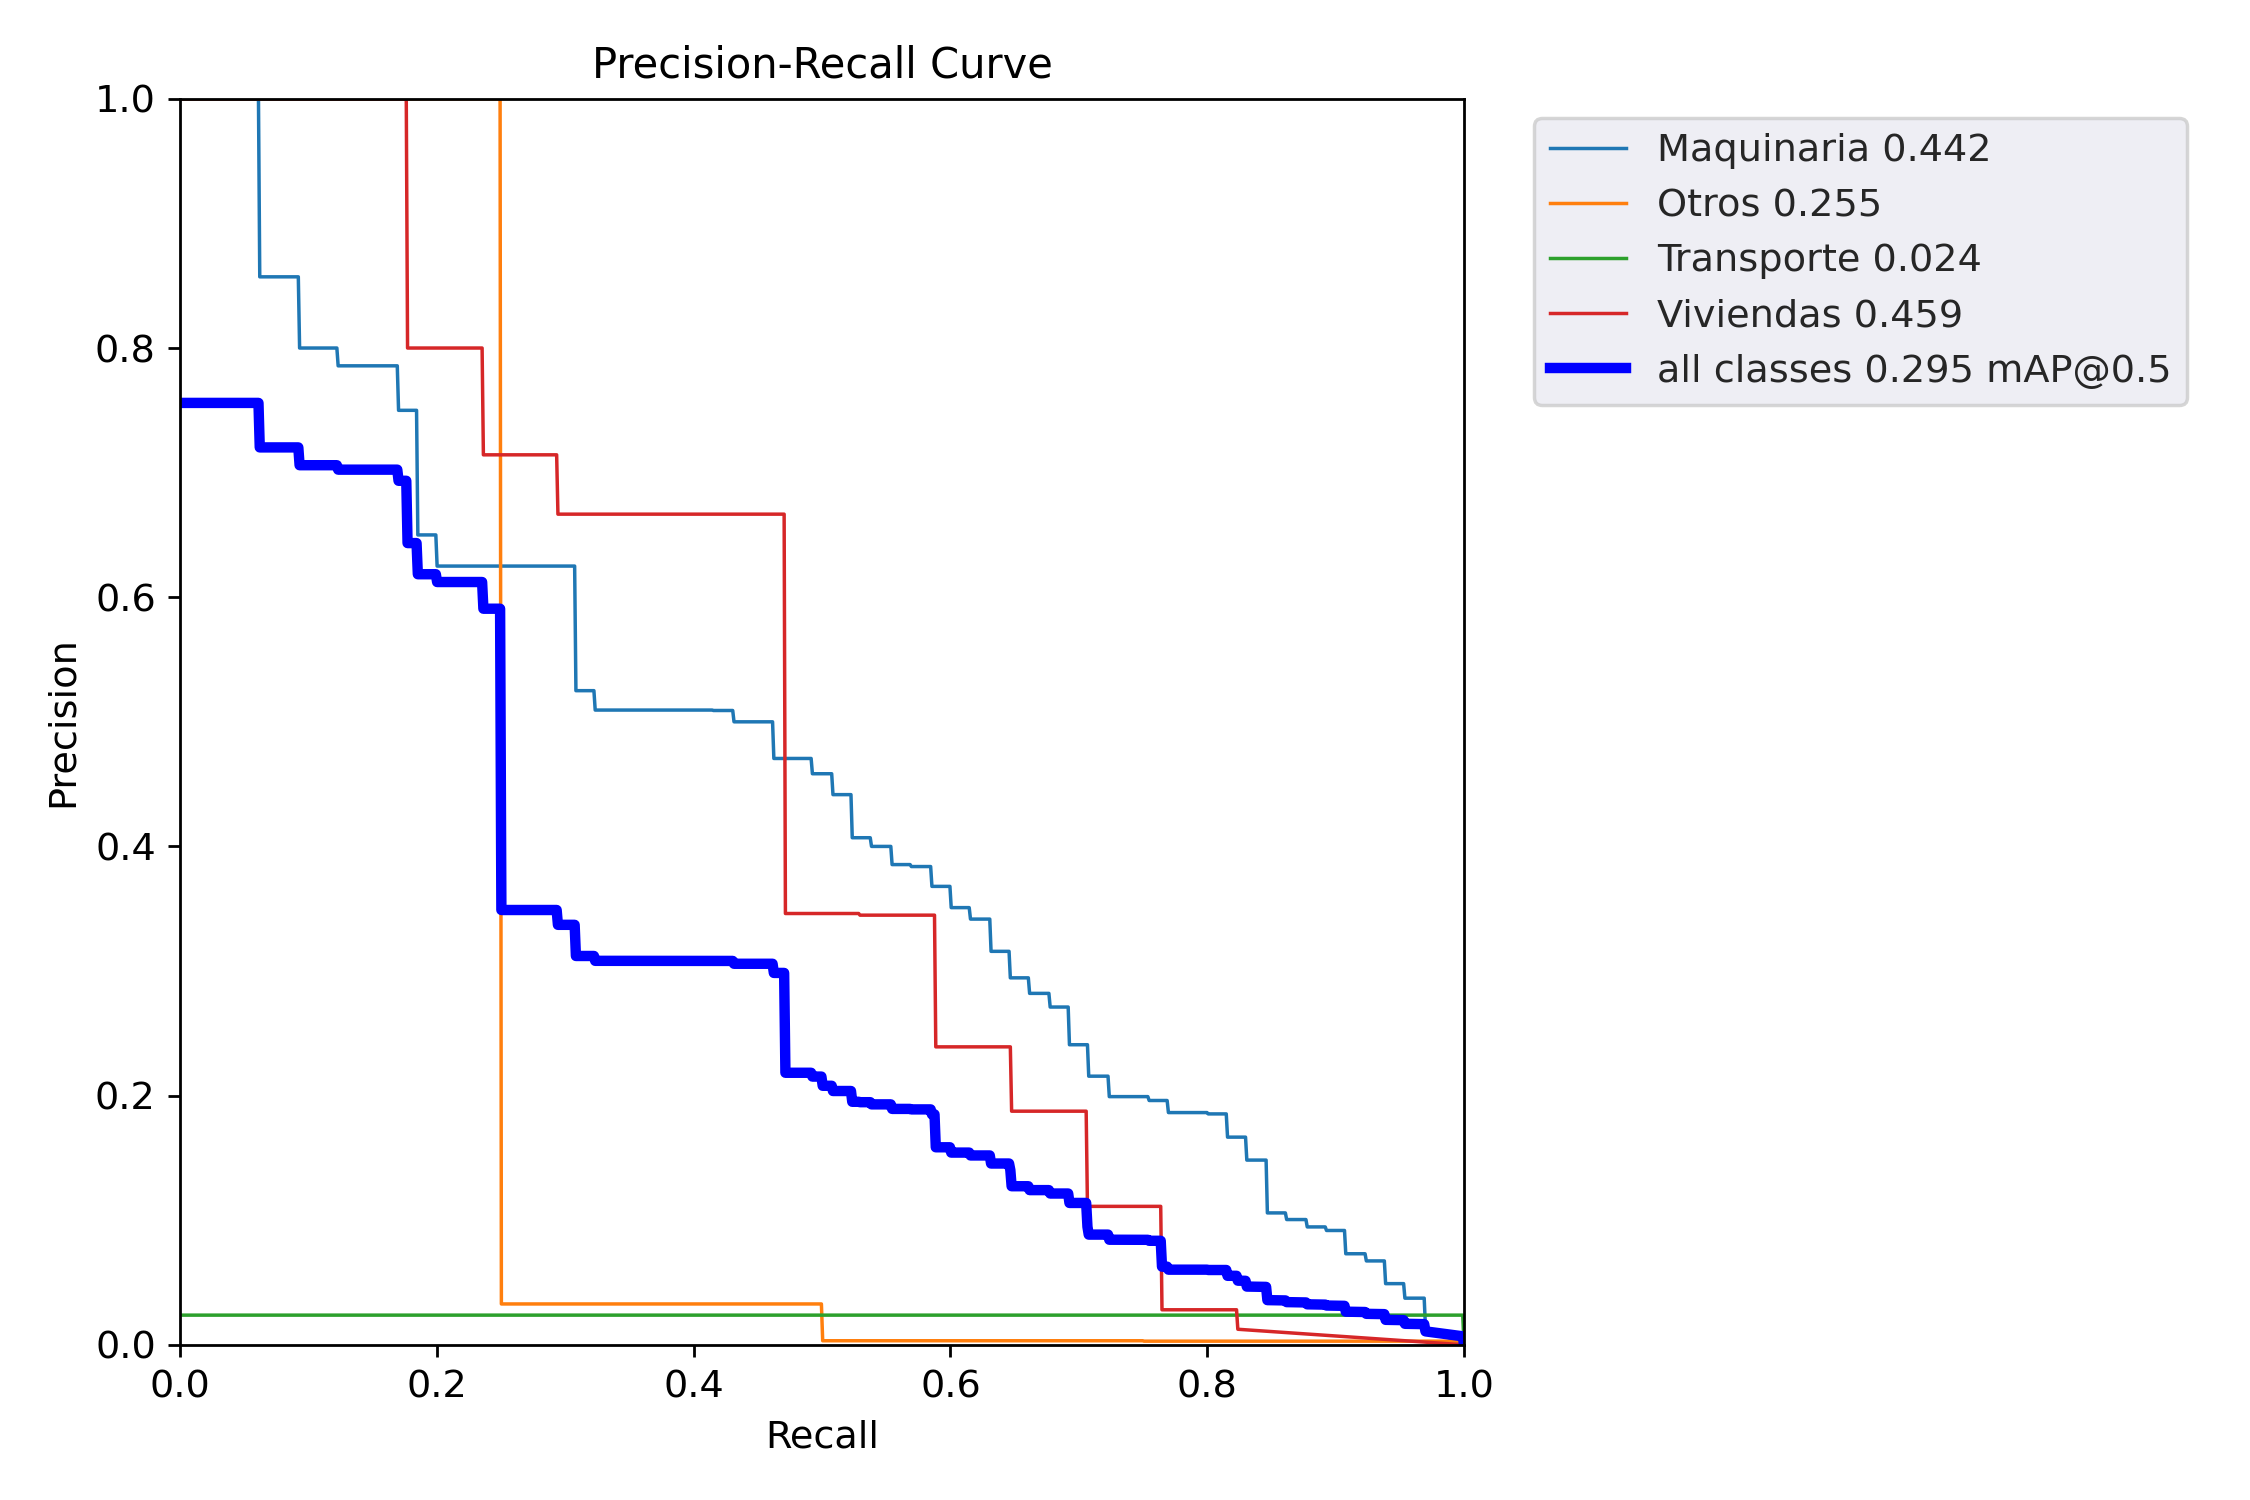 Precision-Recall Curve
1.0
0.8
0.6
0.4
0.2
0.0
Precision
0.0 0.2 0.4 0.6 0.8 1.0
Recall
Maquinaria 0.442
Otros 0.255
Transporte 0.024
Viviendas 0.459
all classes 0.295 mAP@0.5